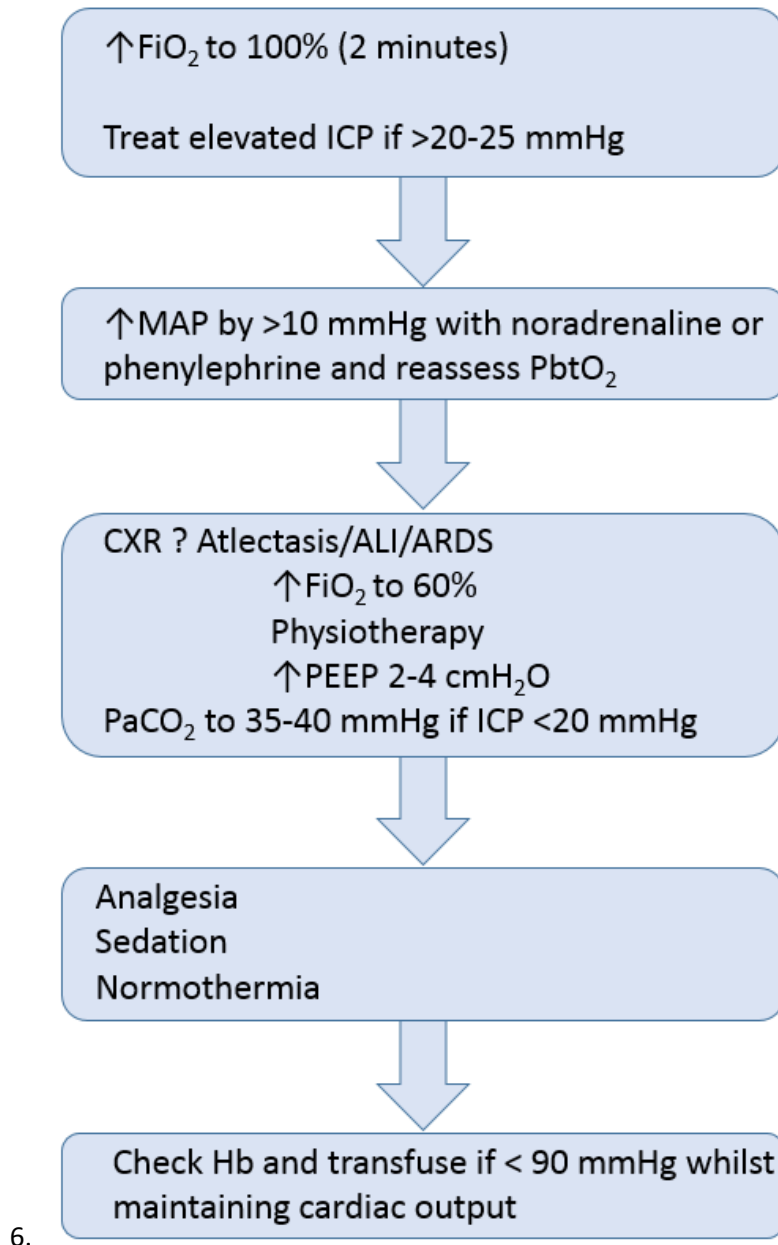 ↑FiO₂ to 100% (2 minutes)
Treat elevated ICP if >20-25 mmHg
↑MAP by >10 mmHg with noradrenaline or
phenylephrine and reassess PbtO₂
CXR ? Atlectasis/ALI/ARDS
↑FiO₂ to 60%
Physiotherapy
↑PEEP 2-4 cmH₂O
PaCO₂ to 35-40 mmHg if ICP <20 mmHg
Analgesia
Sedation
Normothermia
Check Hb and transfuse if < 90 mmHg whilst
maintaining cardiac output
6.